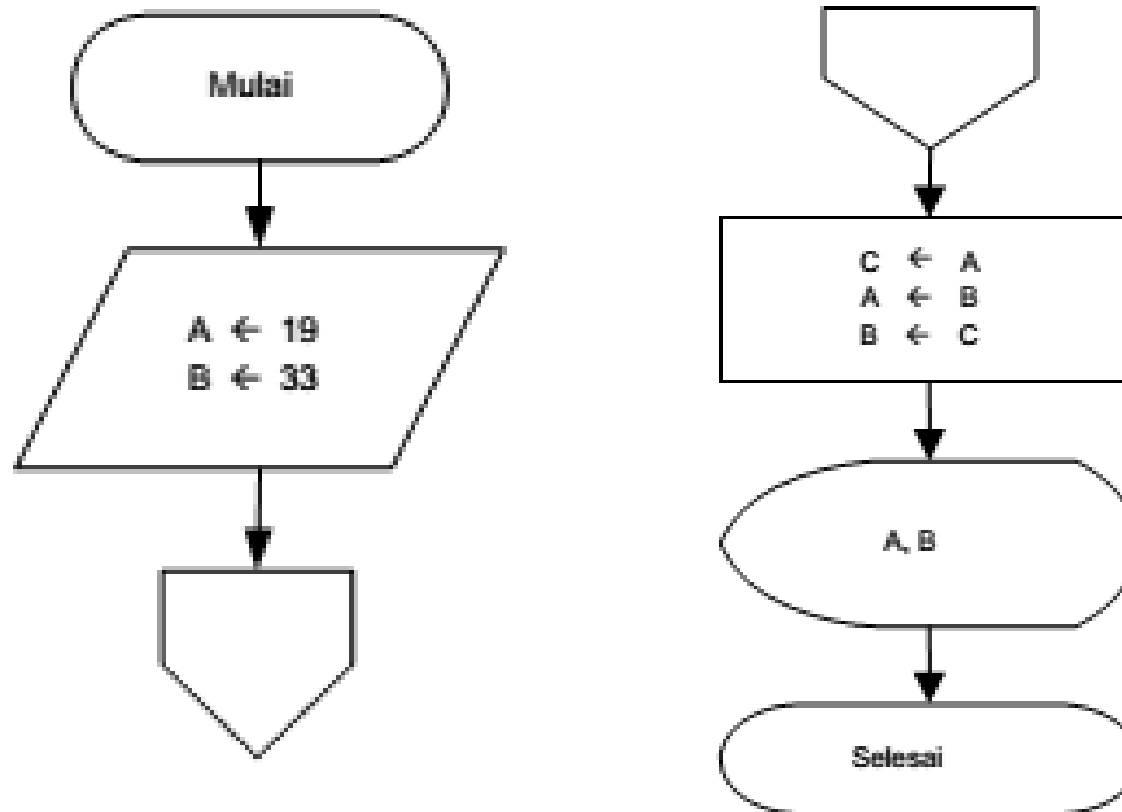 Mulai
A ← 19
B ← 33
C ← A
A ← B
B ← C
A, B
Selesai